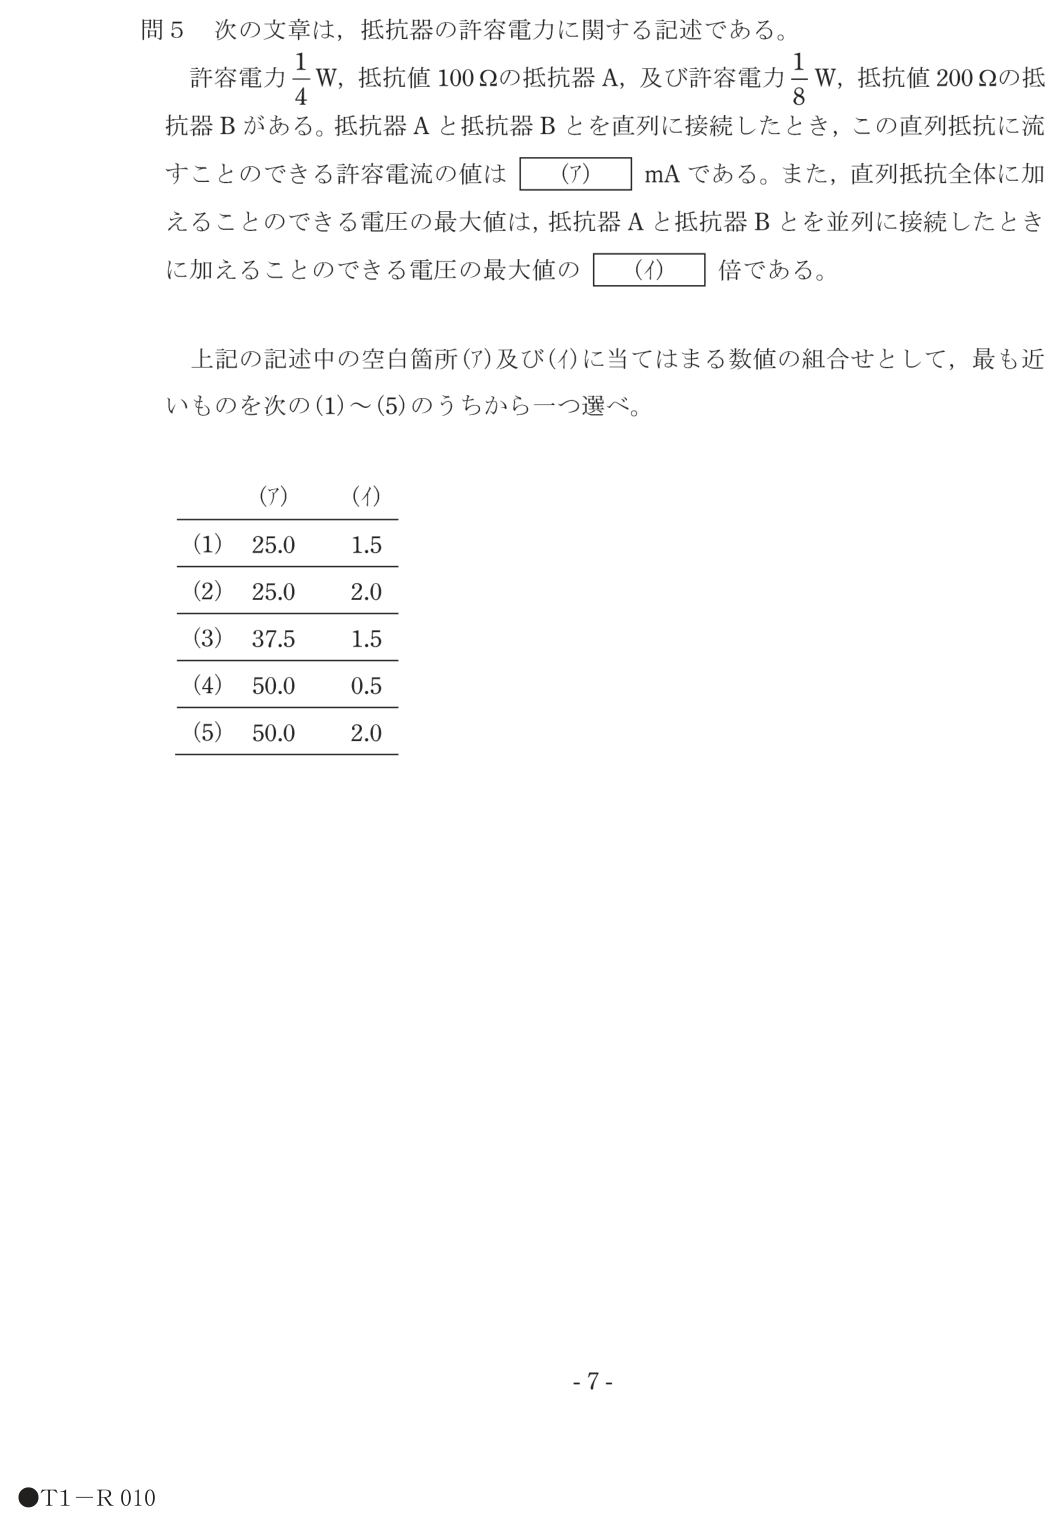 問5 次の文章は，抵抗器の許容電力に関する記述である。
許容電力 1/4 W，抵抗値 100 Ωの抵抗器 A，及び許容電力 1/8 W，抵抗値 200 Ωの抵
抗器 B がある。抵抗器 A と抵抗器 B とを直列に接続したとき，この直列抵抗に流
すことのできる許容電流の値は (ア) mA である。また，直列抵抗全体に加
えることのできる電圧の最大値は，抵抗器 A と抵抗器 B とを並列に接続したとき
に加えることのできる電圧の最大値の (イ) 倍である。
上記の記述中の空白箇所(ア)及び(イ)に当てはまる数値の組合せとして，最も近
いものを次の(1)～(5)のうちから一つ選べ。
(ア) (イ)
(1) 25.0 1.5
(2) 25.0 2.0
(3) 37.5 1.5
(4) 50.0 0.5
(5) 50.0 2.0
- 7 -
●T1－R 010